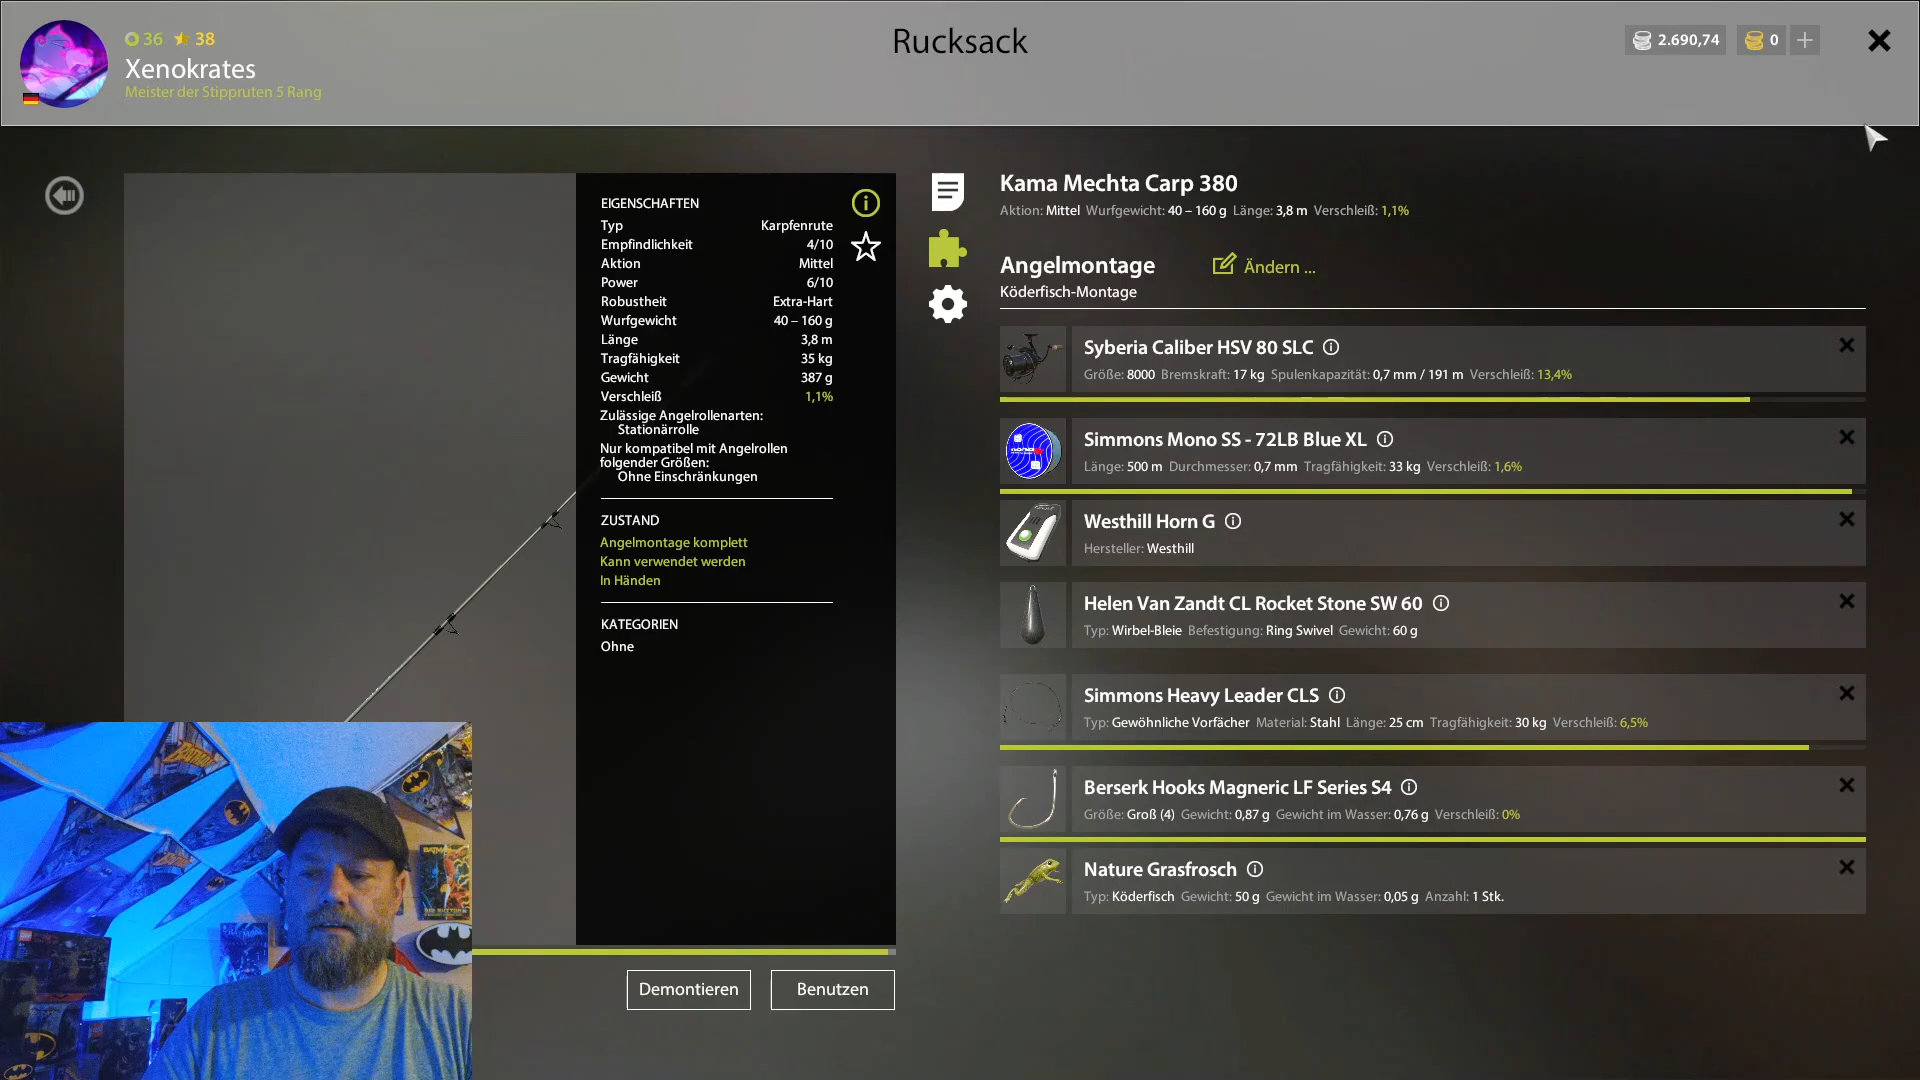 36 38
Rucksack
2.690,74
0
Xenokrates
Meister der Stippruten 5 Rang
EIGENSCHAFTEN
Typ Karpfenrute
Empfindlichkeit 4/10
Aktion Mittel
Power 6/10
Robustheit Extra-Hart
Wurfgewicht 40 – 160 g
Länge 3,8 m
Tragfähigkeit 35 kg
Gewicht 387 g
Verschleiß 1,1%
Zulässige Angelrollenarten:
Stationärrolle
Nur kompatibel mit Angelrollen
folgender Größen:
Ohne Einschränkungen
ZUSTAND
Angelmontage komplett
Kann verwendet werden
In Händen
KATEGORIEN
Ohne
Demontieren
Benutzen
Kama Mechta Carp 380
Aktion: Mittel Wurfgewicht: 40 – 160 g Länge: 3,8 m Verschleiß: 1,1%
Angelmontage
Ändern ...
Köderfisch-Montage
Syberia Caliber HSV 80 SLC
Größe: 8000 Bremskraft: 17 kg Spulenkapazität: 0,7 mm / 191 m Verschleiß: 13,4%
Simmons Mono SS - 72LB Blue XL
Länge: 500 m Durchmesser: 0,7 mm Tragfähigkeit: 33 kg Verschleiß: 1,6%
Westhill Horn G
Hersteller: Westhill
Helen Van Zandt CL Rocket Stone SW 60
Typ: Wirbel-Bleie Befestigung: Ring Swivel Gewicht: 60 g
Simmons Heavy Leader CLS
Typ: Gewöhnliche Vorfächer Material: Stahl Länge: 25 cm Tragfähigkeit: 30 kg Verschleiß: 6,5%
Berserk Hooks Magneric LF Series S4
Größe: Groß (4) Gewicht: 0,87 g Gewicht im Wasser: 0,76 g Verschleiß: 0%
Nature Grasfrosch
Typ: Köderfisch Gewicht: 50 g Gewicht im Wasser: 0,05 g Anzahl: 1 Stk.